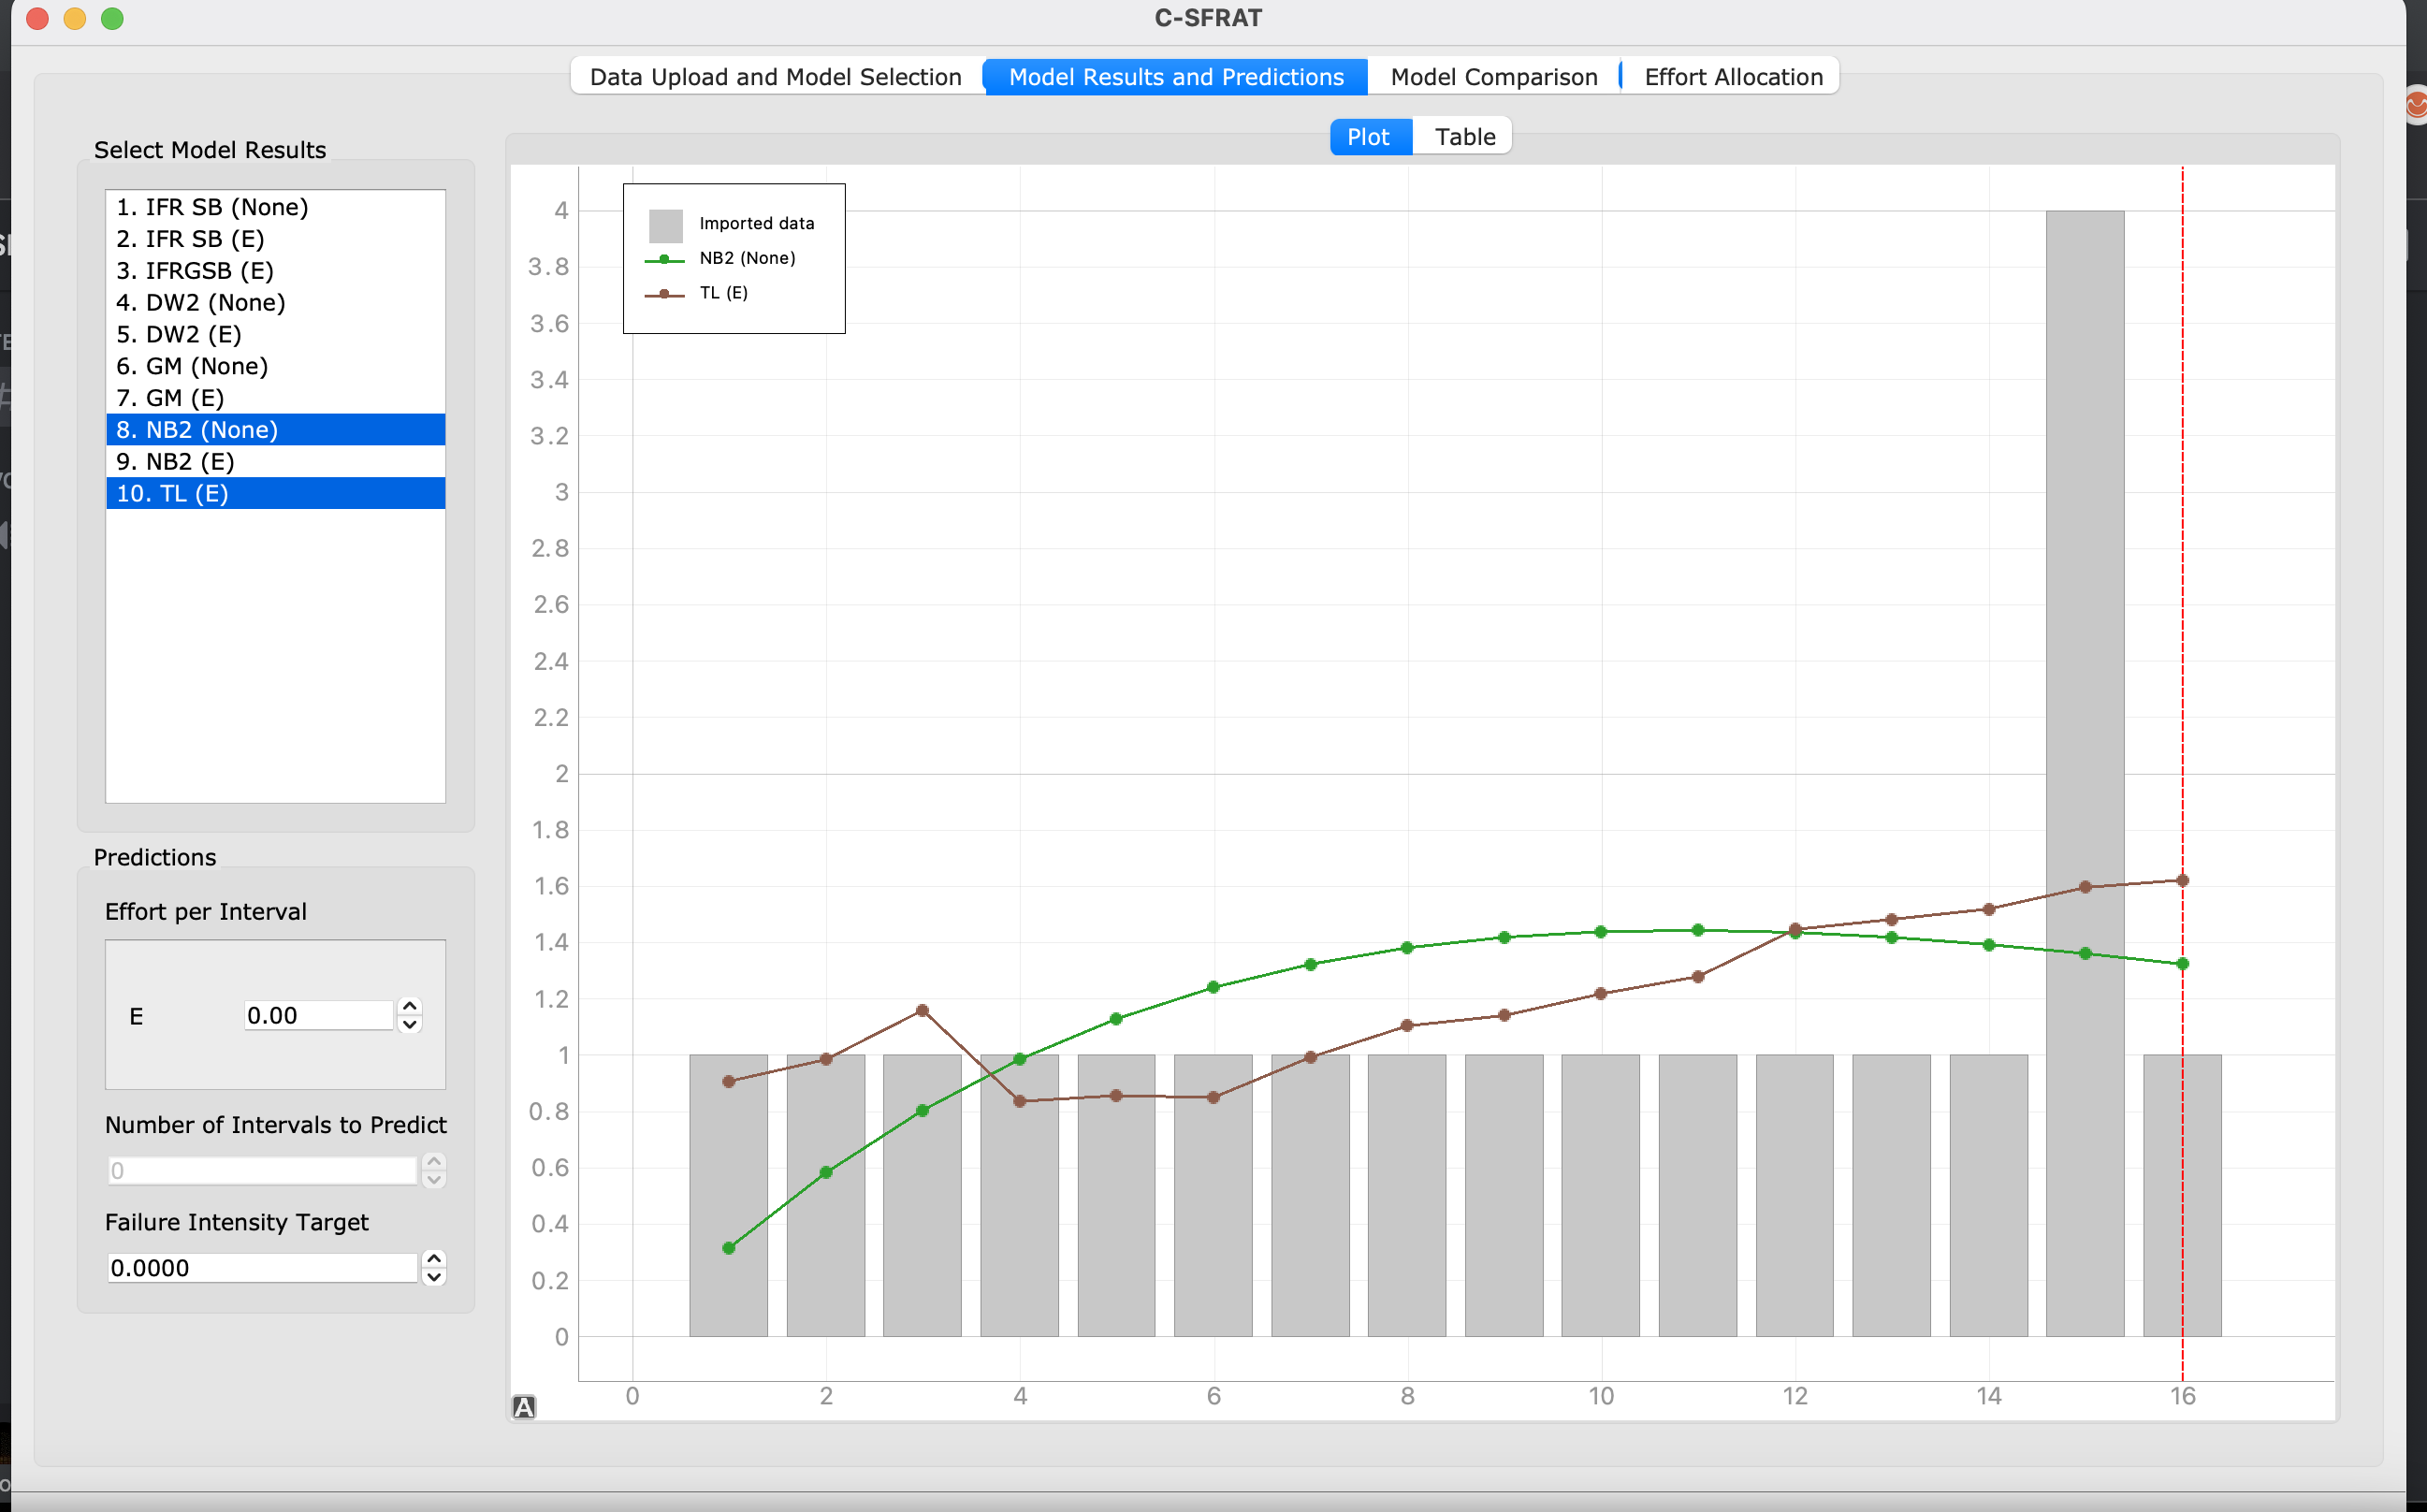 C-SFRAT
Data Upload and Model Selection
Model Results and Predictions
Model Comparison
Effort Allocation
Select Model Results
1. IFR SB (None)
2. IFR SB (E)
3. IFRGSB (E)
4. DW2 (None)
5. DW2 (E)
6. GM (None)
7. GM (E)
8. NB2 (None)
9. NB2 (E)
10. TL (E)
Predictions
Effort per Interval
E
0.00
Number of Intervals to Predict
0
Failure Intensity Target
0.0000
Plot
Table
Imported data
NB2 (None)
TL (E)
4
3.8
3.6
3.4
3.2
3
2.8
2.6
2.4
2.2
2
1.8
1.6
1.4
1.2
1
0.8
0.6
0.4
0.2
0
0 2 4 6 8 10 12 14 16
A